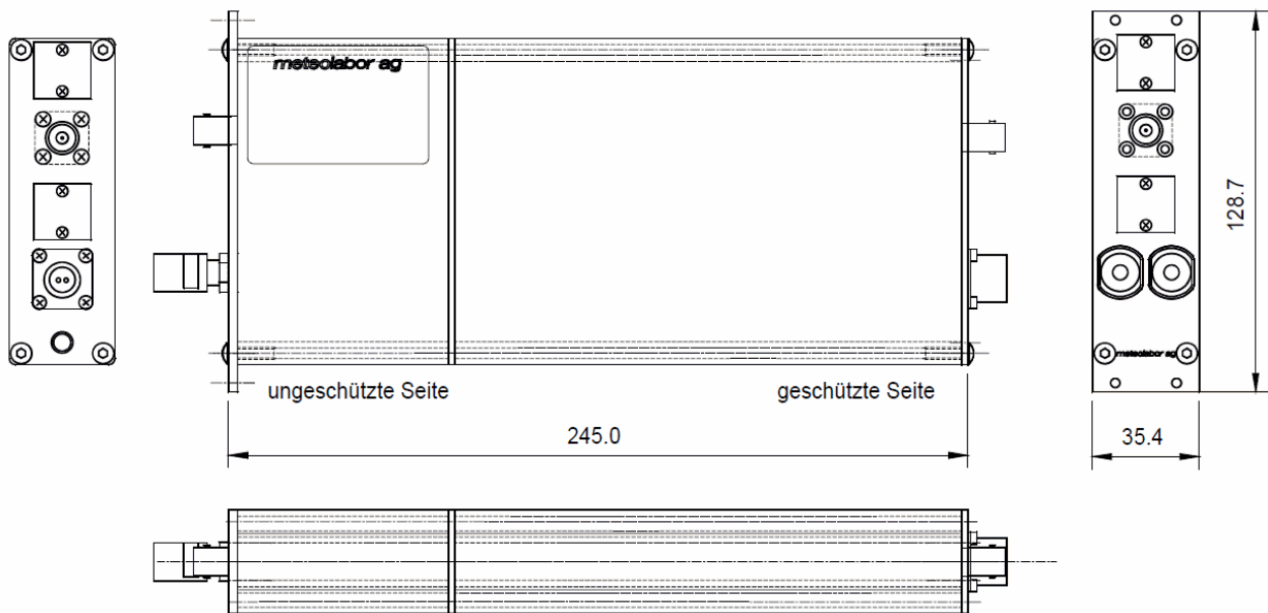 meteolabor ag
128.7
meteolabor ag
ungeschützte Seite
geschützte Seite
245.0
35.4